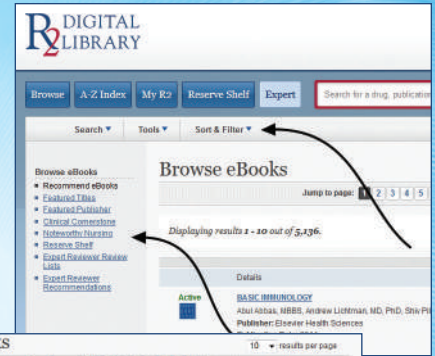 R2 DIGITAL
LIBRARY
Browse A-Z Index My R2 Reserve Shelf Expert Search for a drug, publication
Search Tools Sort & Filter
Browse eBooks
Recommend eBooks
Featured Titles
Featured Publisher
Clinical Cornerstone
Noteworthy Nursing
Reserve Shelf
Expert Reviewer Review
Lists
Expert Reviewer
Recommendations
Browse eBooks
Jump to page: 1 2 3 4 5
Displaying results 1 - 10 out of 5,136.
Details
Active
BASIC IMMUNOLOGY
Abul Abbas, MBBS, Andrew Lichtman, MD, PhD, Shiv Pil
Publisher: Elsevier Health Sciences
10 results per page